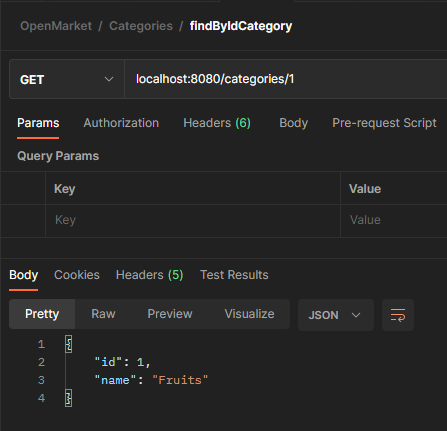 OpenMarket / Categories / findByIdCategory
GET localhost:8080/categories/1
Params Authorization Headers (6) Body Pre-request Script
Query Params
Key Value
Key Value
Body Cookies Headers (5) Test Results
Pretty Raw Preview Visualize JSON
1 {
2 "id": 1,
3 "name": "Fruits"
4 }